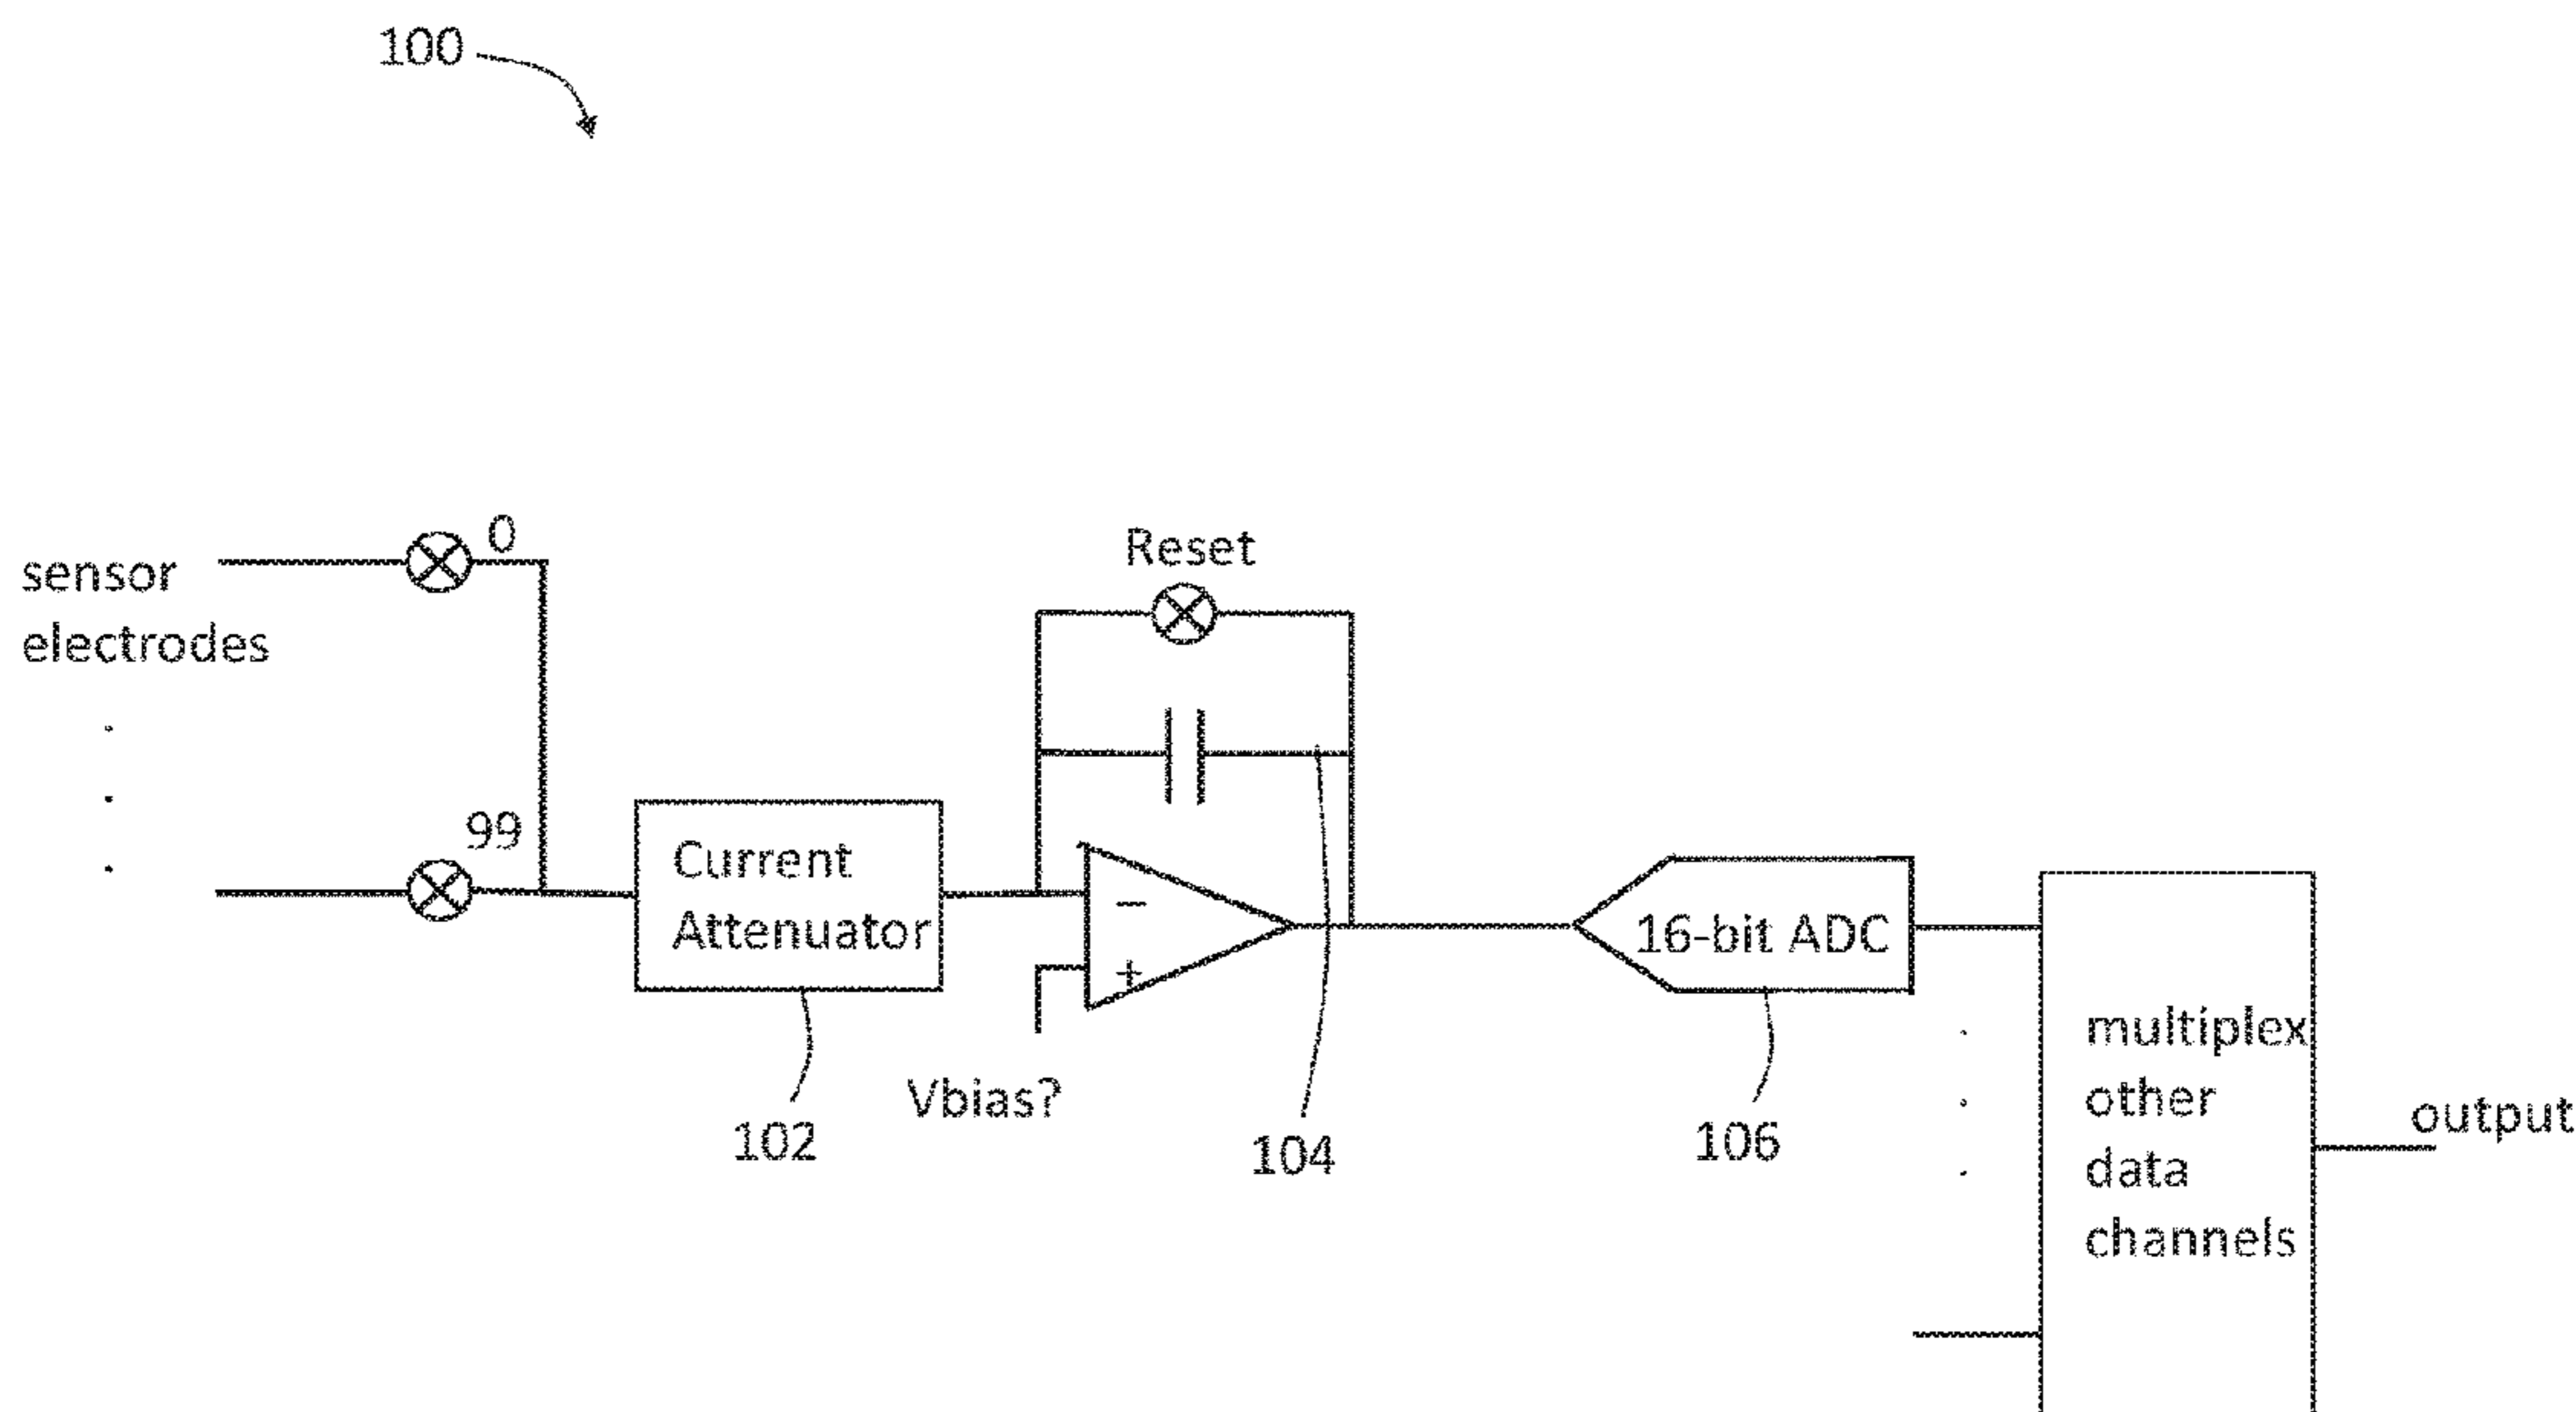 100
0
sensor
electrodes
Reset
99
Current
Attenuator
−
+
16-bit ADC
Vbias?
102
104
106
multiplex
other
data
channels
output